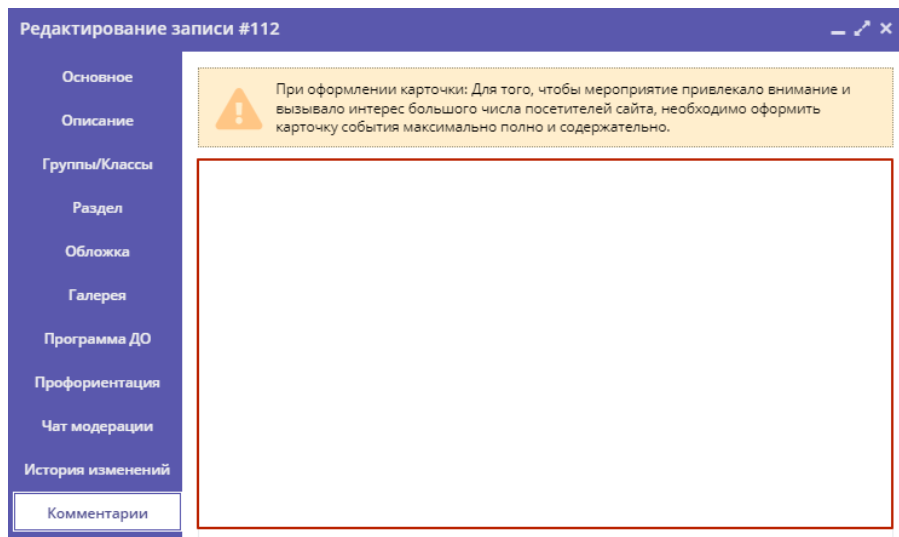 Редактирование записи #112
Основное
Описание
Группы/Классы
Раздел
Обложка
Галерея
Программа ДО
Профориентация
Чат модерации
История изменений
Комментарии
При оформлении карточки: Для того, чтобы мероприятие привлекало внимание и
вызывало интерес большого числа посетителей сайта, необходимо оформить
карточку события максимально полно и содержательно.